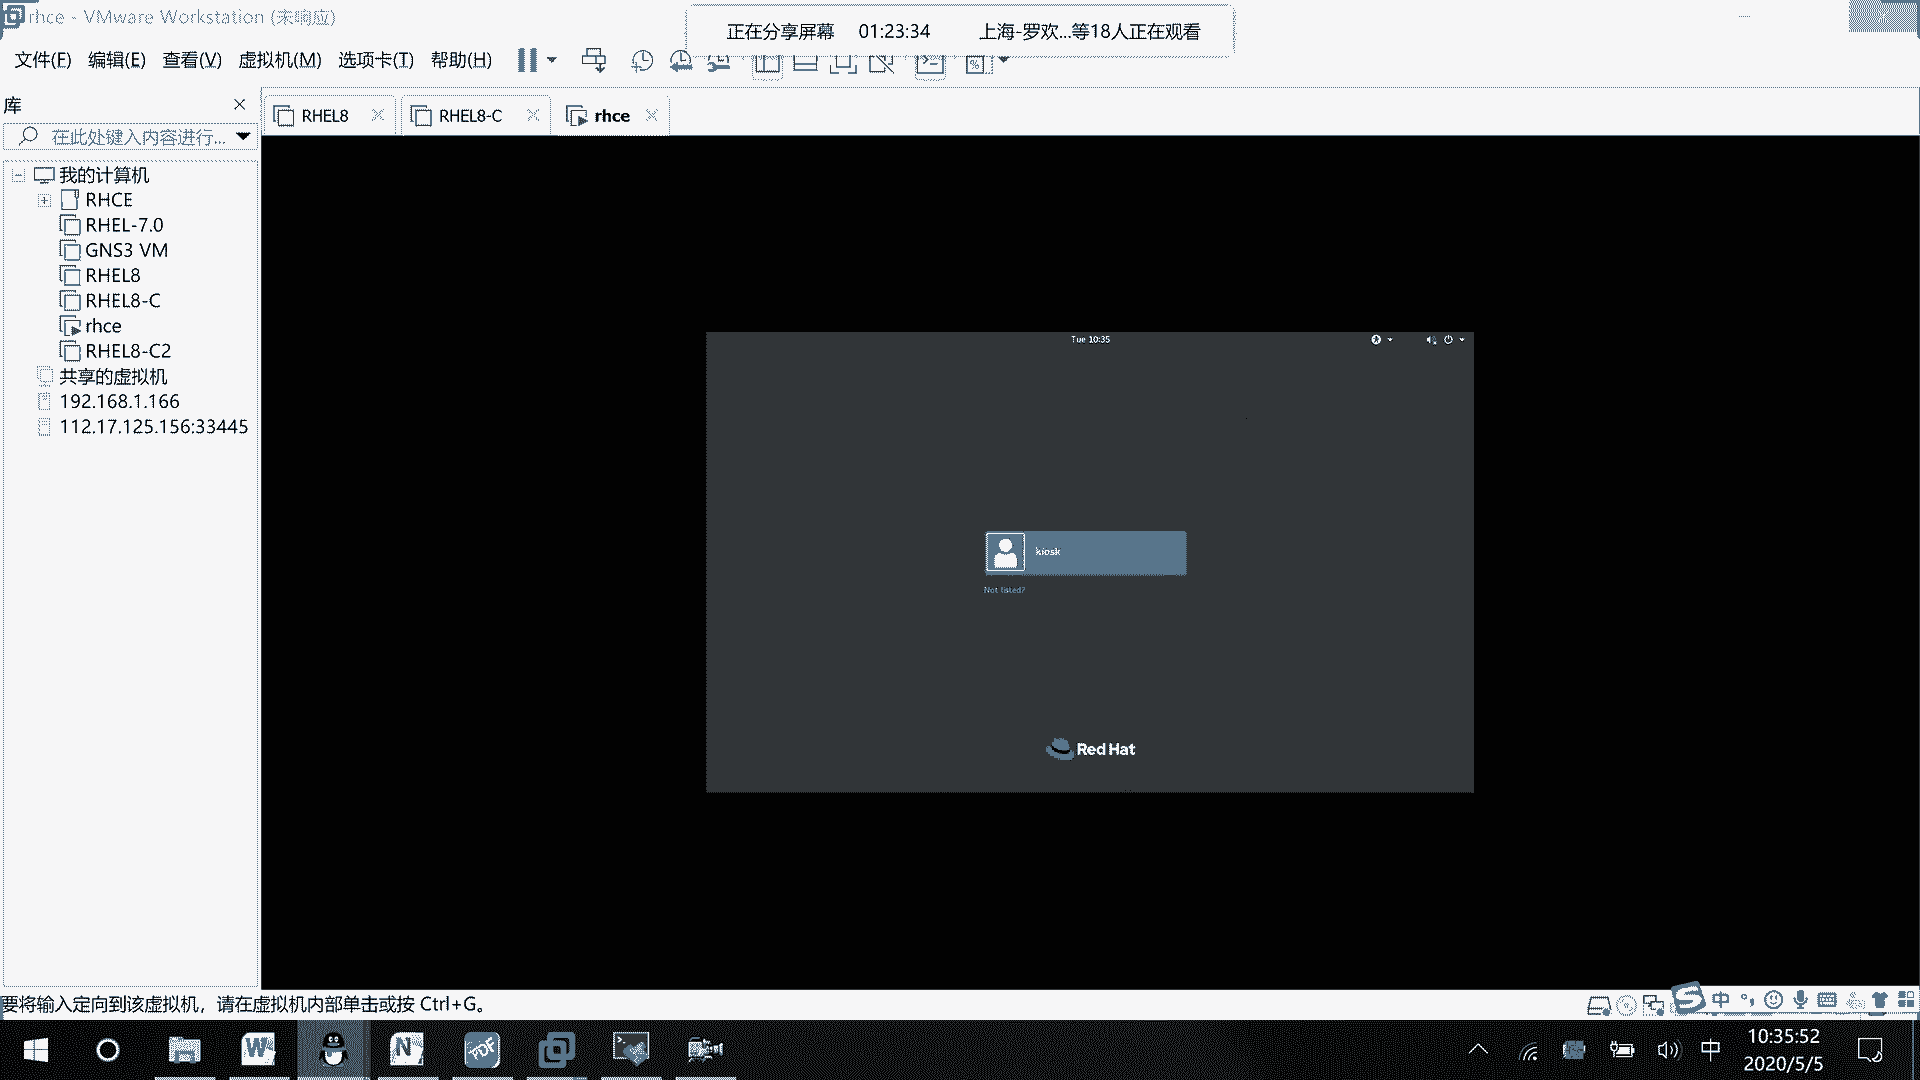 rhce - VMware Workstation (未响应)
正在分享屏幕 01:23:34 上海-罗欢...等18人正在观看
文件(F) 编辑(E) 查看(V) 虚拟机(M) 选项卡(T) 帮助(H)
库
RHEL8 RHEL8-C rhce
在此处键入内容进行...
我的计算机
RHCE
RHEL-7.0
GNS3 VM
RHEL8
RHEL8-C
rhce
RHEL8-C2
共享的虚拟机
192.168.1.166
112.17.125.156:33445
Tue 10:35
kiosk
Not listed?
Red Hat
要将输入定向到该虚拟机，请在虚拟机内部单击或按 Ctrl+G。
中
中
10:35:52
2020/5/5